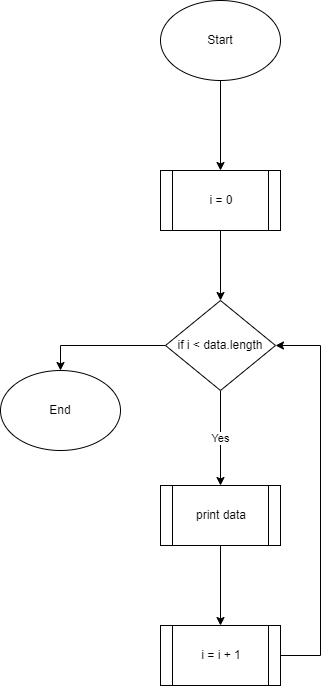 Start
i = 0
if i < data.length
End
Yes
print data
i = i + 1